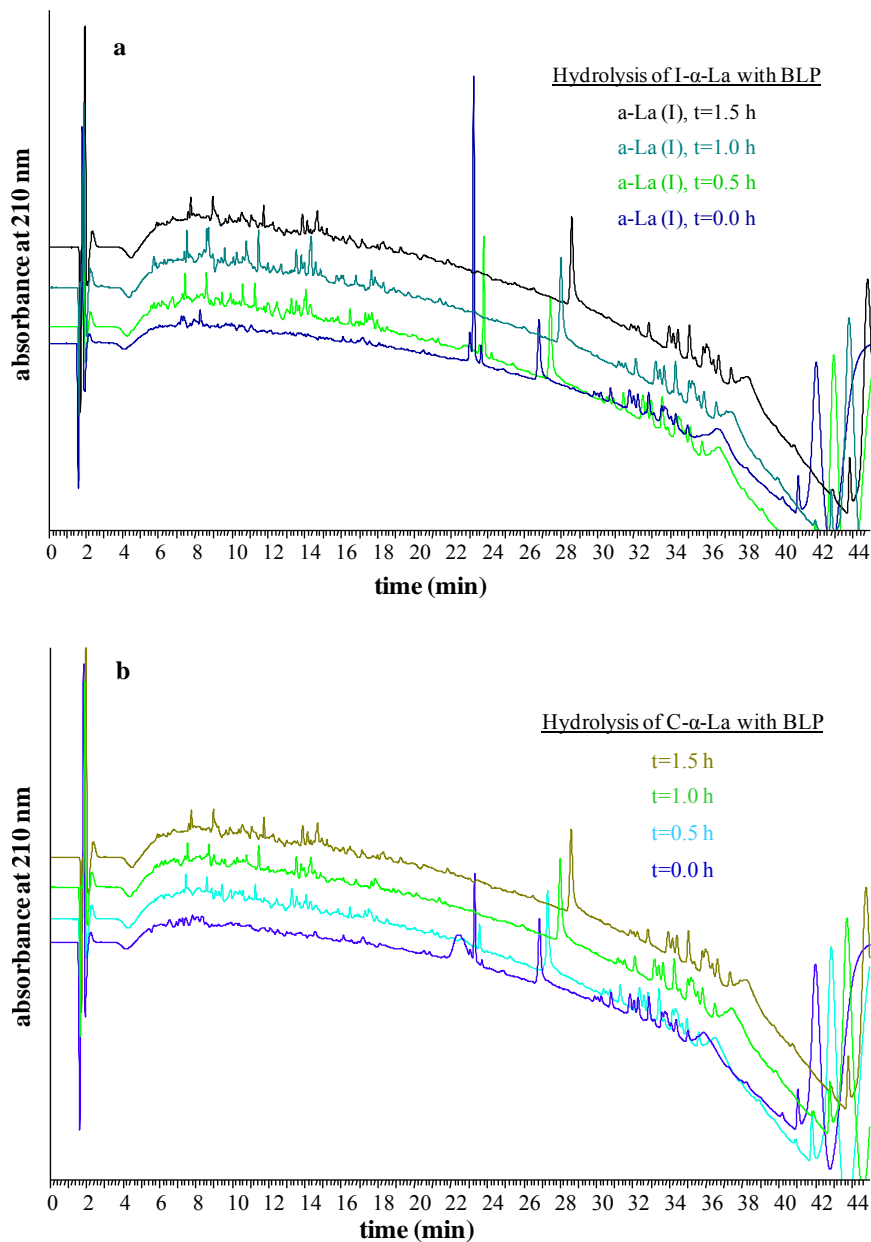 a
Hydrolysis of I-α-La with BLP
a-La (I), t=1.5 h
a-La (I), t=1.0 h
a-La (I), t=0.5 h
a-La (I), t=0.0 h
absorbance at 210 nm
0 2 4 6 8 10 12 14 16 18 20 22 24 26 28 30 32 34 36 38 40 42 44
time (min)
b
Hydrolysis of C-α-La with BLP
t=1.5 h
t=1.0 h
t=0.5 h
t=0.0 h
absorbance at 210 nm
0 2 4 6 8 10 12 14 16 18 20 22 24 26 28 30 32 34 36 38 40 42 44
time (min)